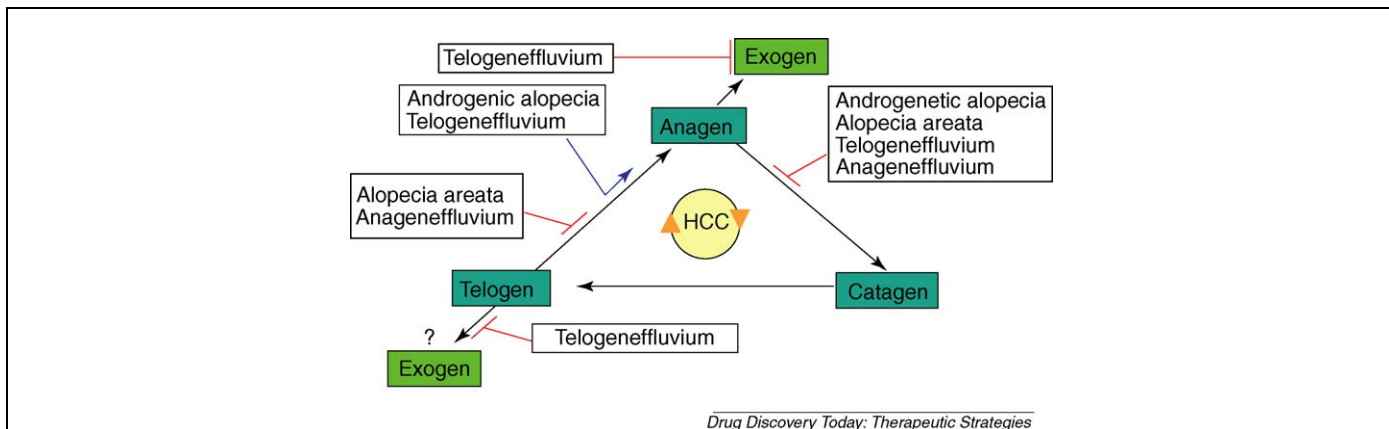 Telogeneffluvium
Exogen
Androgenic alopecia
Telogeneffluvium
Anagen
Androgenetic alopecia
Alopecia areata
Telogeneffluvium
Anageneffluvium
Alopecia areata
Anageneffluvium
HCC
Telogen
Catagen
?
Telogeneffluvium
Exogen
Drug Discovery Today: Therapeutic Strategies